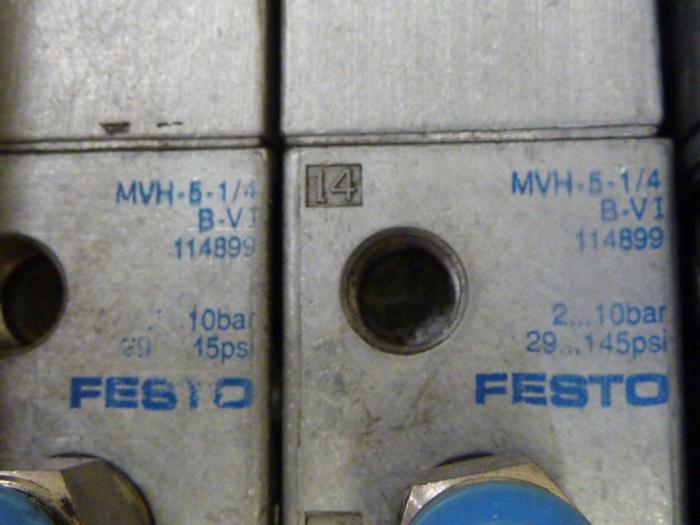 MVH-5-1/4
B-VI
114899
10bar
15psi
FESTO
14
MVH-5-1/4
B-VI
114899
2...10bar
29...145psi
FESTO